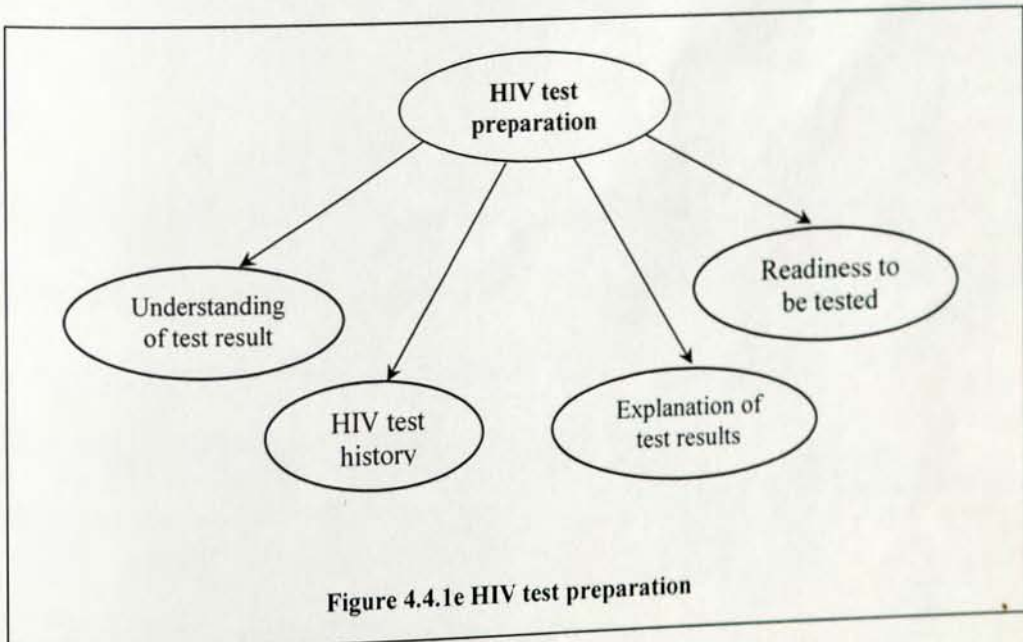 HIV test
preparation
Understanding
of test result
HIV test
history
Explanation of
test results
Readiness to
be tested
Figure 4.4.1e HIV test preparation